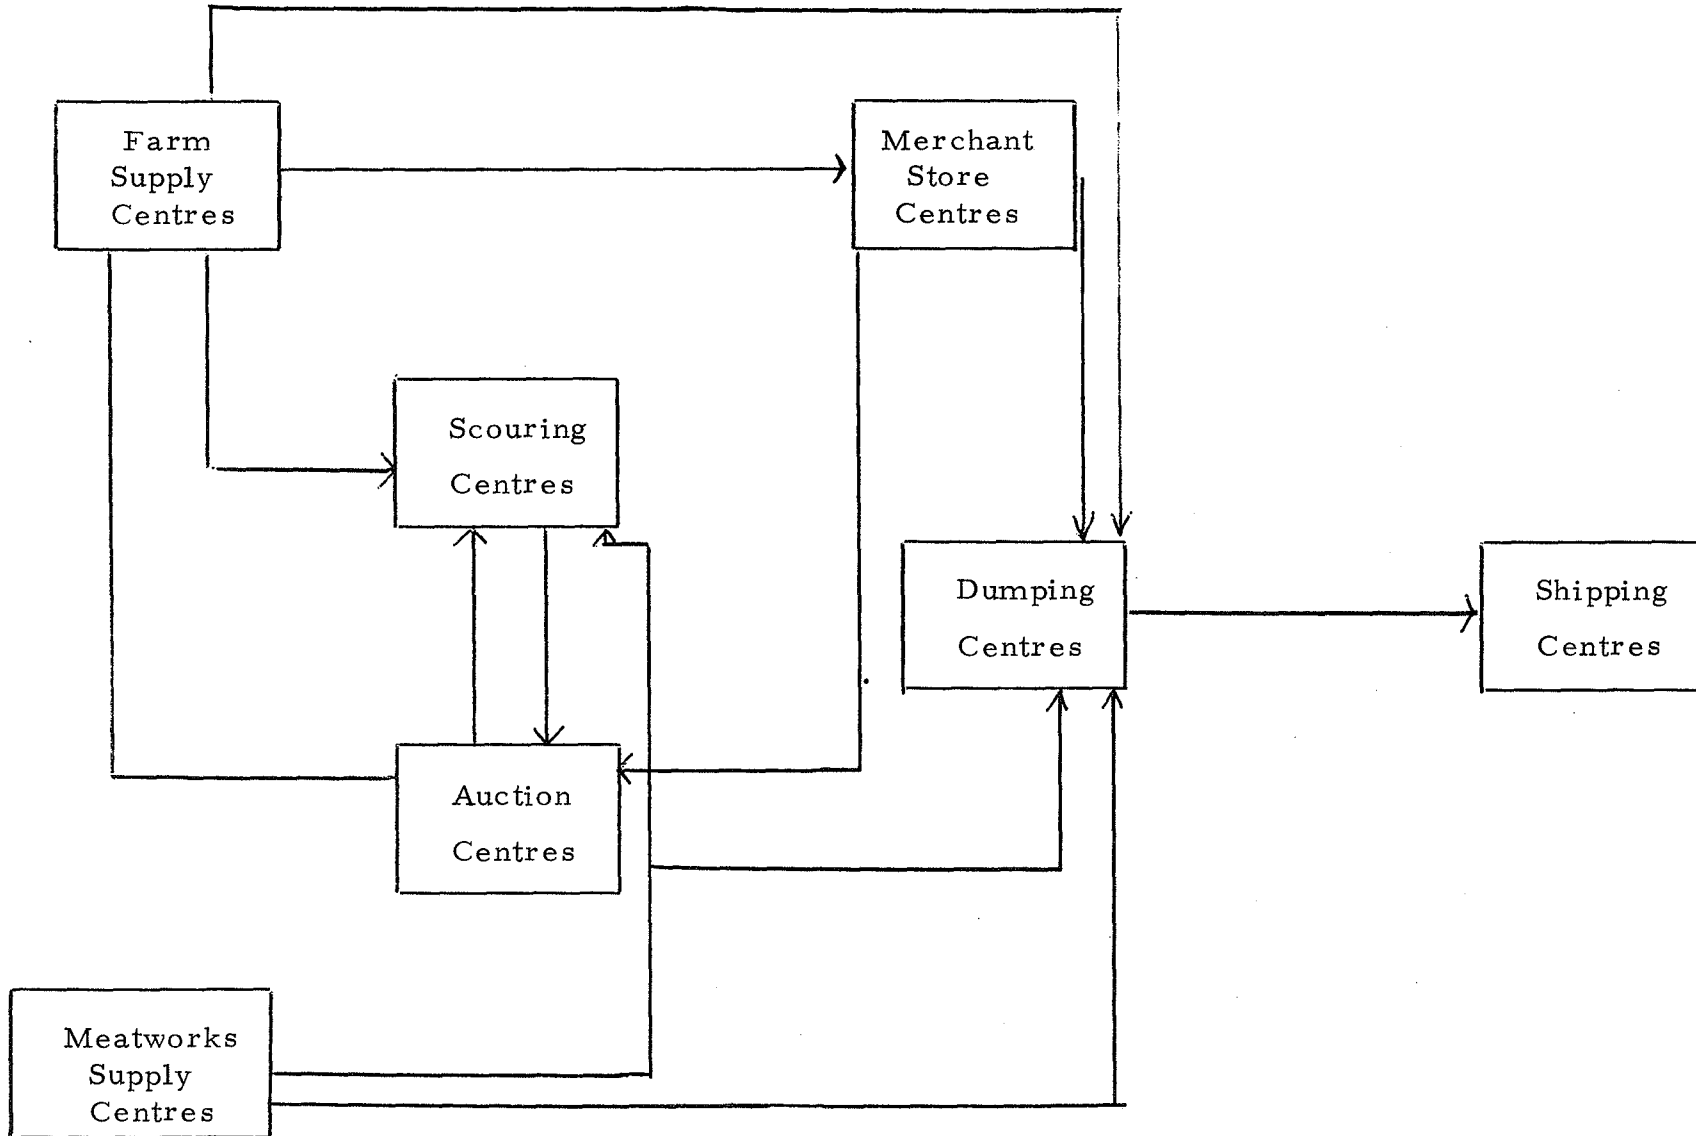 Farm
Supply
Centres
Merchant
Store
Centres
Scouring
Centres
Dumping
Centres
Shipping
Centres
Auction
Centres
Meatworks
Supply
Centres